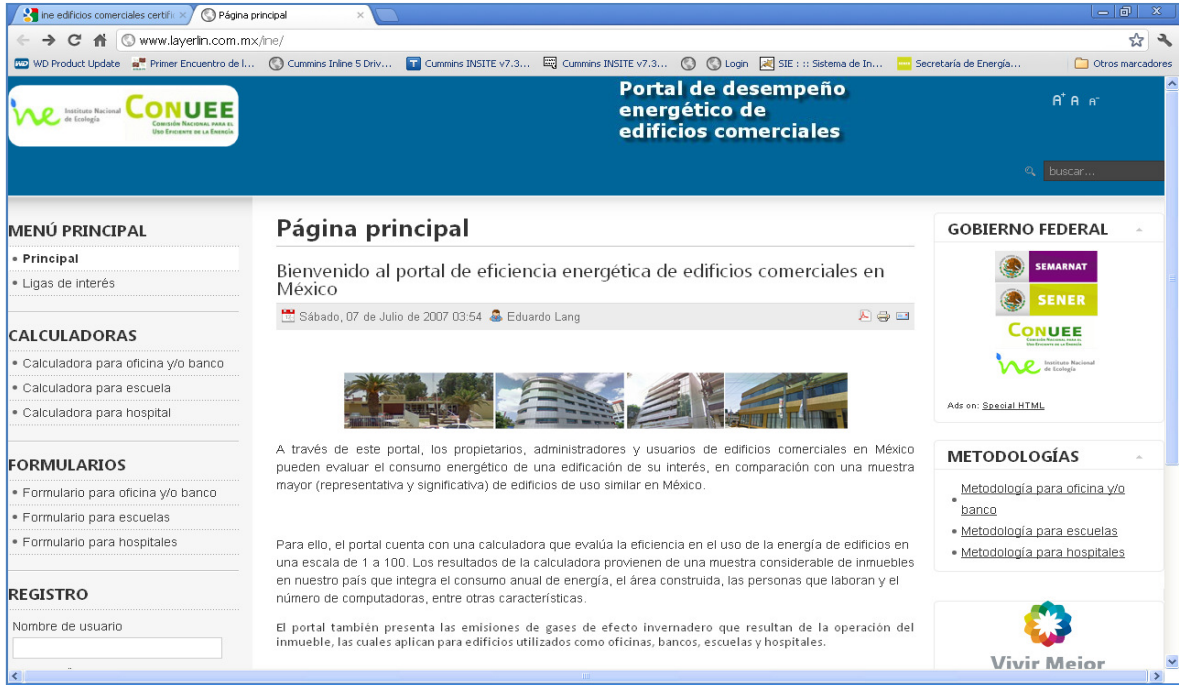 ine edificios comerciales certific
Página principal
www.layerlin.com.mx/ine/
WD Product Update
Primer Encuentro de l...
Cummins Inline 5 Driv...
Cummins INSITE v7.3...
Cummins INSITE v7.3...
Login
SIE : :: Sistema de In...
Secretaría de Energía...
Otros marcadores
ine
Instituto Nacional
de Ecología
CONUEE
COMISIÓN NACIONAL PARA EL
USO EFICIENTE DE LA ENERGÍA
Portal de desempeño
energético de
edificios comerciales
A+ A A-
buscar...
MENÚ PRINCIPAL
Principal
Ligas de interés
CALCULADORAS
Calculadora para oficina y/o banco
Calculadora para escuela
Calculadora para hospital
FORMULARIOS
Formulario para oficina y/o banco
Formulario para escuelas
Formulario para hospitales
REGISTRO
Nombre de usuario
Página principal
Bienvenido al portal de eficiencia energética de edificios comerciales en
México
Sábado, 07 de Julio de 2007 03:54 Eduardo Lang
A través de este portal, los propietarios, administradores y usuarios de edificios comerciales en México
pueden evaluar el consumo energético de una edificación de su interés, en comparación con una muestra
mayor (representativa y significativa) de edificios de uso similar en México.
Para ello, el portal cuenta con una calculadora que evalúa la eficiencia en el uso de la energía de edificios en
una escala de 1 a 100. Los resultados de la calculadora provienen de una muestra considerable de inmuebles
en nuestro país que integra el consumo anual de energía, el área construida, las personas que laboran y el
número de computadoras, entre otras características.
El portal también presenta las emisiones de gases de efecto invernadero que resultan de la operación del
inmueble, las cuales aplican para edificios utilizados como oficinas, bancos, escuelas y hospitales.
GOBIERNO FEDERAL
SEMARNAT
SENER
CONUEE
ine
Instituto Nacional
de Ecología
Ads on: Special HTML
METODOLOGÍAS
Metodología para oficina y/o
banco
Metodología para escuelas
Metodología para hospitales
Vivir Mejor